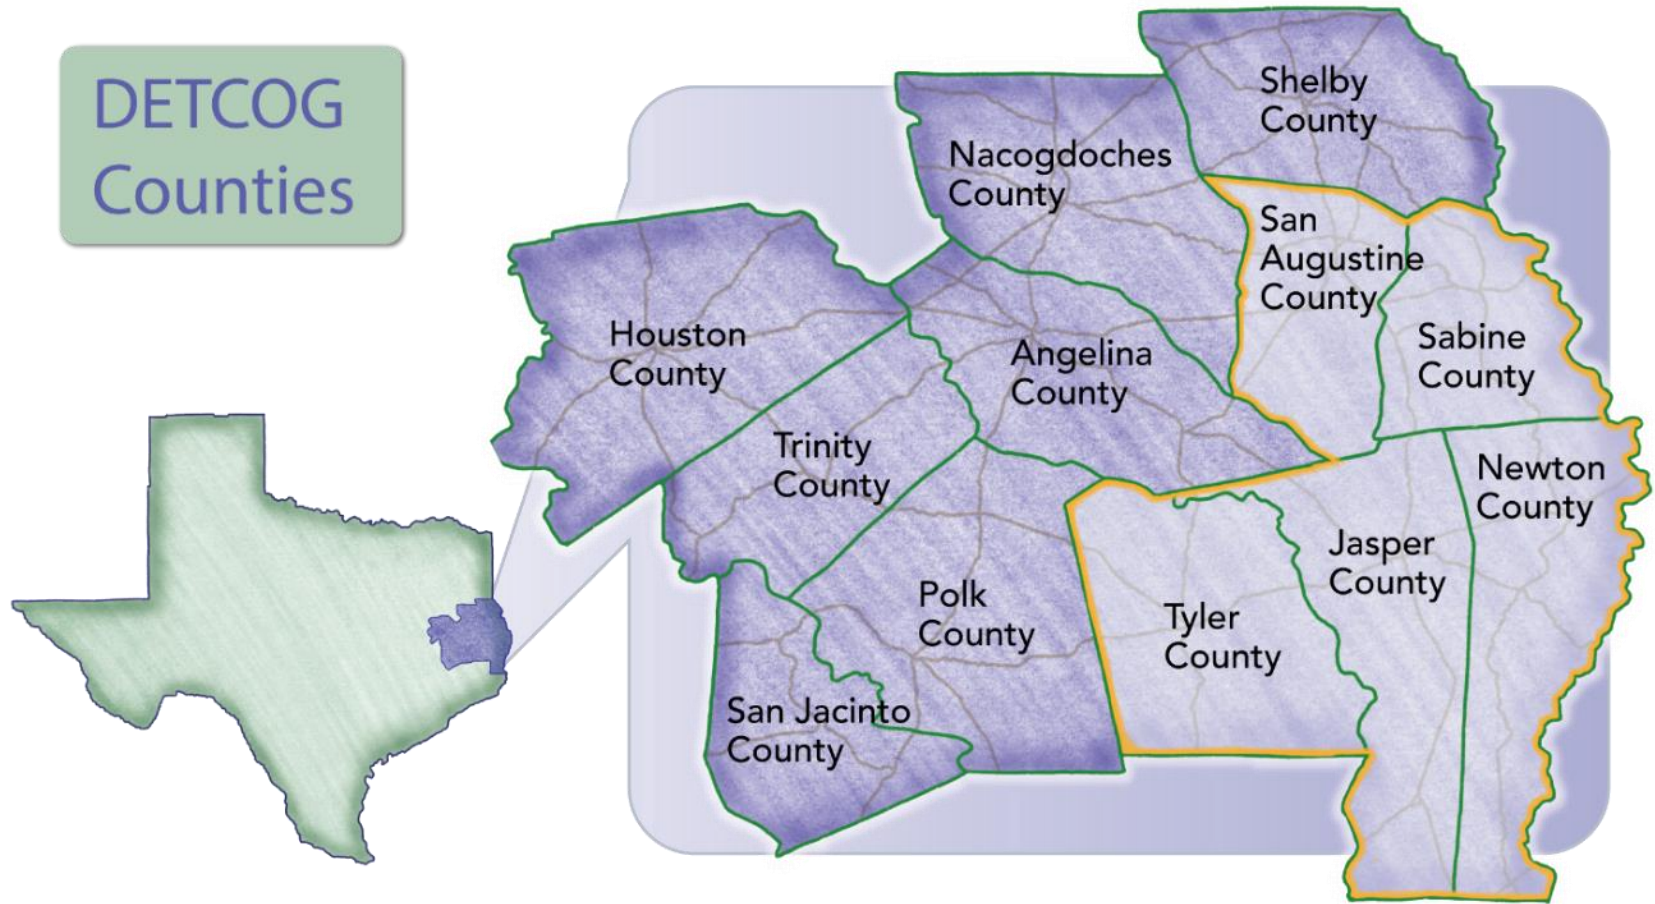 DETCOG
Counties
Shelby
County
Nacogdoches
County
San
Augustine
County
Houston
County
Angelina
County
Sabine
County
Trinity
County
Newton
County
Jasper
County
Polk
County
Tyler
County
San Jacinto
County